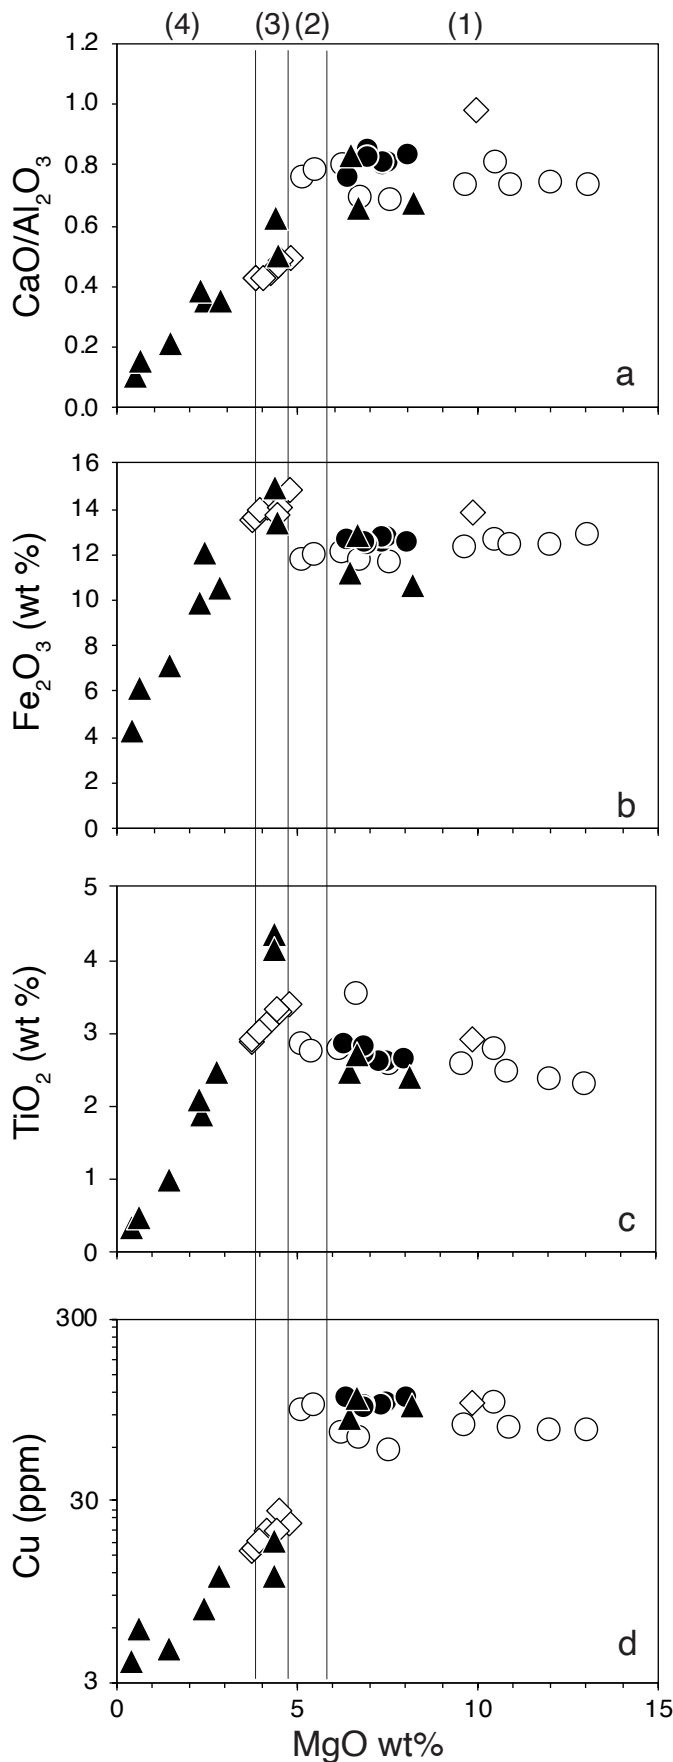 (4) (3) (2) (1)
1.2
1.0
0.8
0.6
0.4
0.2
0.0
CaO/Al₂O₃
a
16
14
12
10
8
6
4
2
0
Fe₂O₃ (wt %)
b
5
4
3
2
1
0
TiO₂ (wt %)
c
300
30
3
Cu (ppm)
d
0 5 10 15
MgO wt%